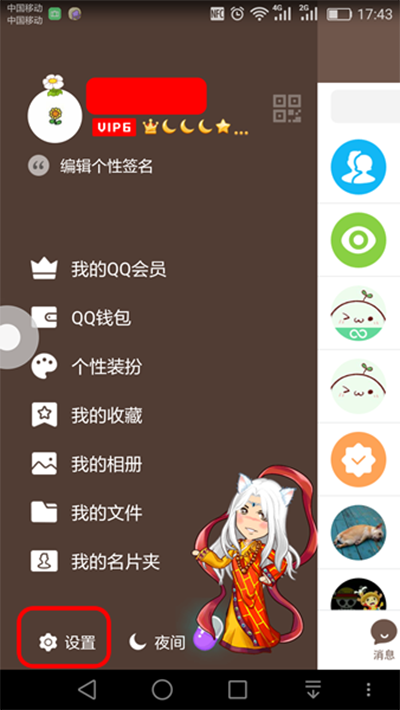 中国移动
中国移动
NFC
4G
2G
17:43
VIP6
...
编辑个性签名
我的QQ会员
QQ钱包
个性装扮
我的收藏
我的相册
我的文件
我的名片夹
设置
夜间
消息